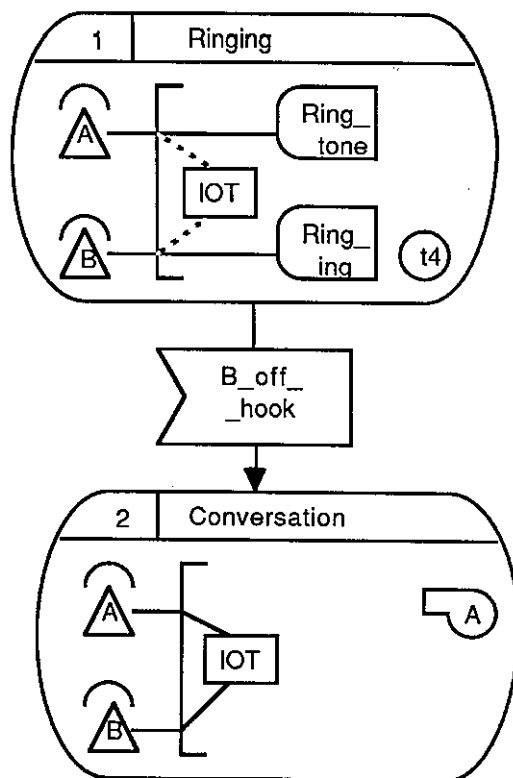 1 Ringing
A
Ring_
tone
IOT
B
Ring_
ing
t4
B_off_
_hook
2 Conversation
A
A
IOT
B